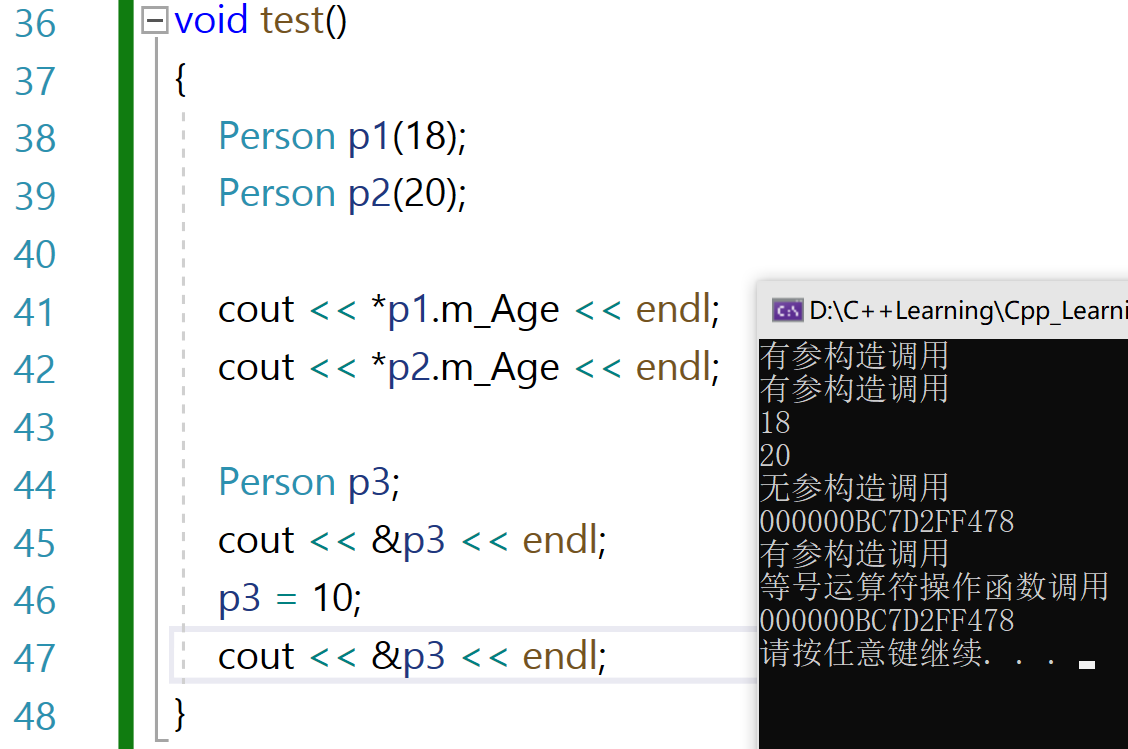 36 void test()
37 {
38 Person p1(18);
39 Person p2(20);
40
41 cout << *p1.m_Age << endl;
42 cout << *p2.m_Age << endl;
43
44 Person p3;
45 cout << &p3 << endl;
46 p3 = 10;
47 cout << &p3 << endl;
48 }
D:\C++Learning\Cpp_Learni
有参构造调用
有参构造调用
18
20
无参构造调用
000000BC7D2FF478
有参构造调用
等号运算符操作函数调用
000000BC7D2FF478
请按任意键继续. . .